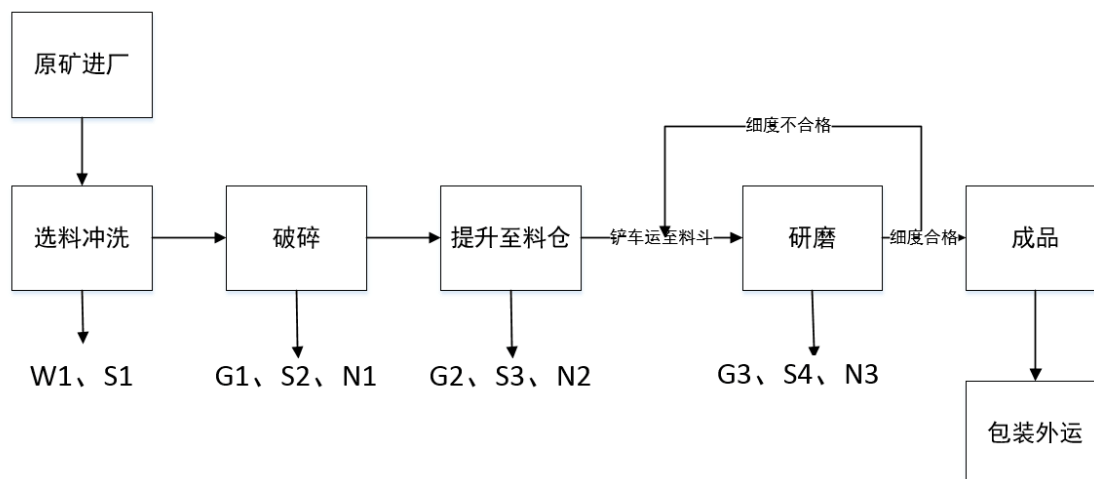 原矿进厂
细度不合格
选料冲洗
破碎
提升至料仓
铲车运至料斗
研磨
细度合格
成品
W1、S1
G1、S2、N1
G2、S3、N2
G3、S4、N3
包装外运